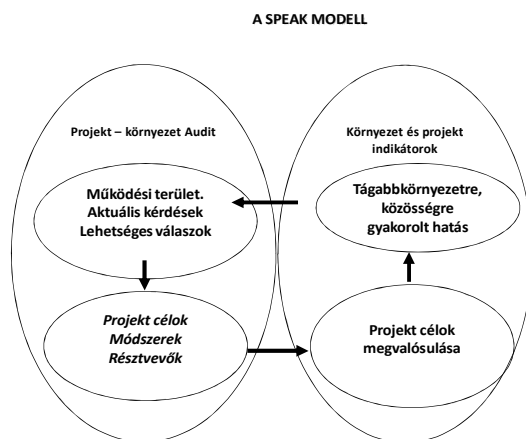 A SPEAK MODELL
Projekt – környezet Audit
Működési terület.
Aktuális kérdések
Lehetséges válaszok
Projekt célok
Módszerek
Résztvevők
Környezet és projekt
indikátorok
Tágabbkörnyezetre,
közösségre
gyakorolt hatás
Projekt célok
megvalósulása